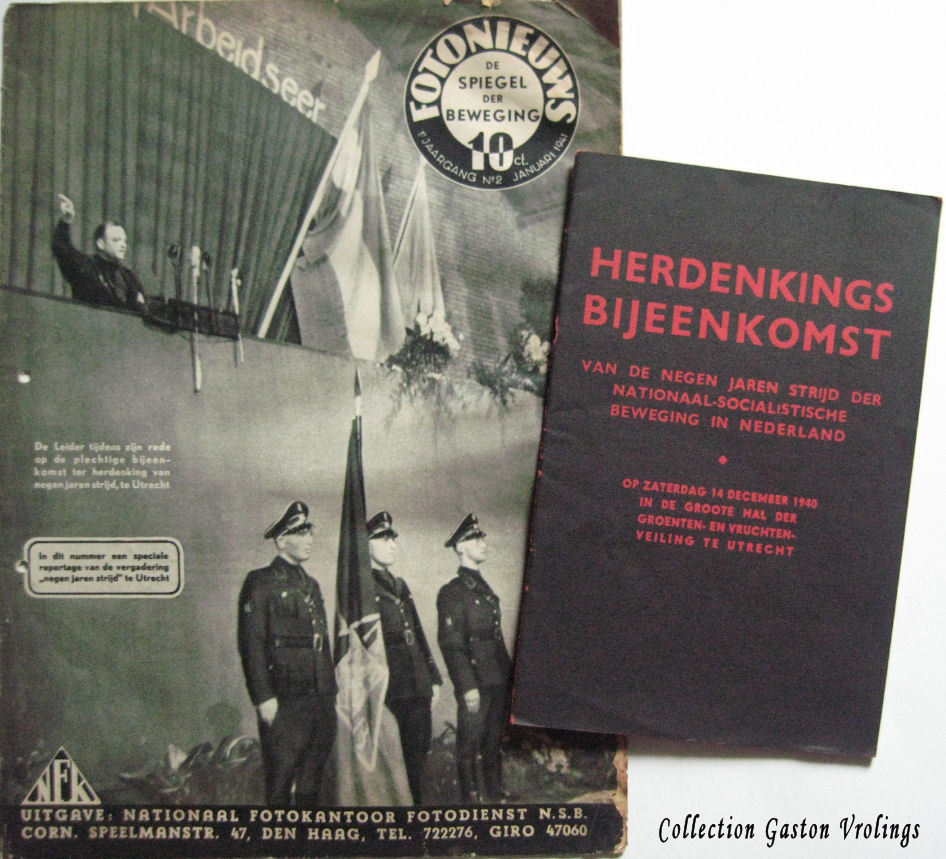 Arbeidseer
FOTONIEUWS
DE
SPIEGEL
DER
BEWEGING
10 ct.
1e JAARGANG No 2 JANUARI 1941
De Leider tijdens zijn rede
op de plechtige bijeen-
komst ter herdenking van
negen jaren strijd, te Utrecht
In dit nummer een speciale
reportage van de vergadering
„negen jaren strijd" te Utrecht
NFK
UITGAVE: NATIONAAL FOTOKANTOOR FOTODIENST N.S.B.
CORN. SPEELMANSTR. 47, DEN HAAG, TEL. 722276, GIRO 47060
HERDENKINGS
BIJEENKOMST
VAN DE NEGEN JAREN STRIJD DER
NATIONAAL-SOCIALISTISCHE
BEWEGING IN NEDERLAND
OP ZATERDAG 14 DECEMBER 1940
IN DE GROOTE HAL DER
GROENTEN- EN VRUCHTEN-
VEILING TE UTRECHT
Collection Gaston Vrolings